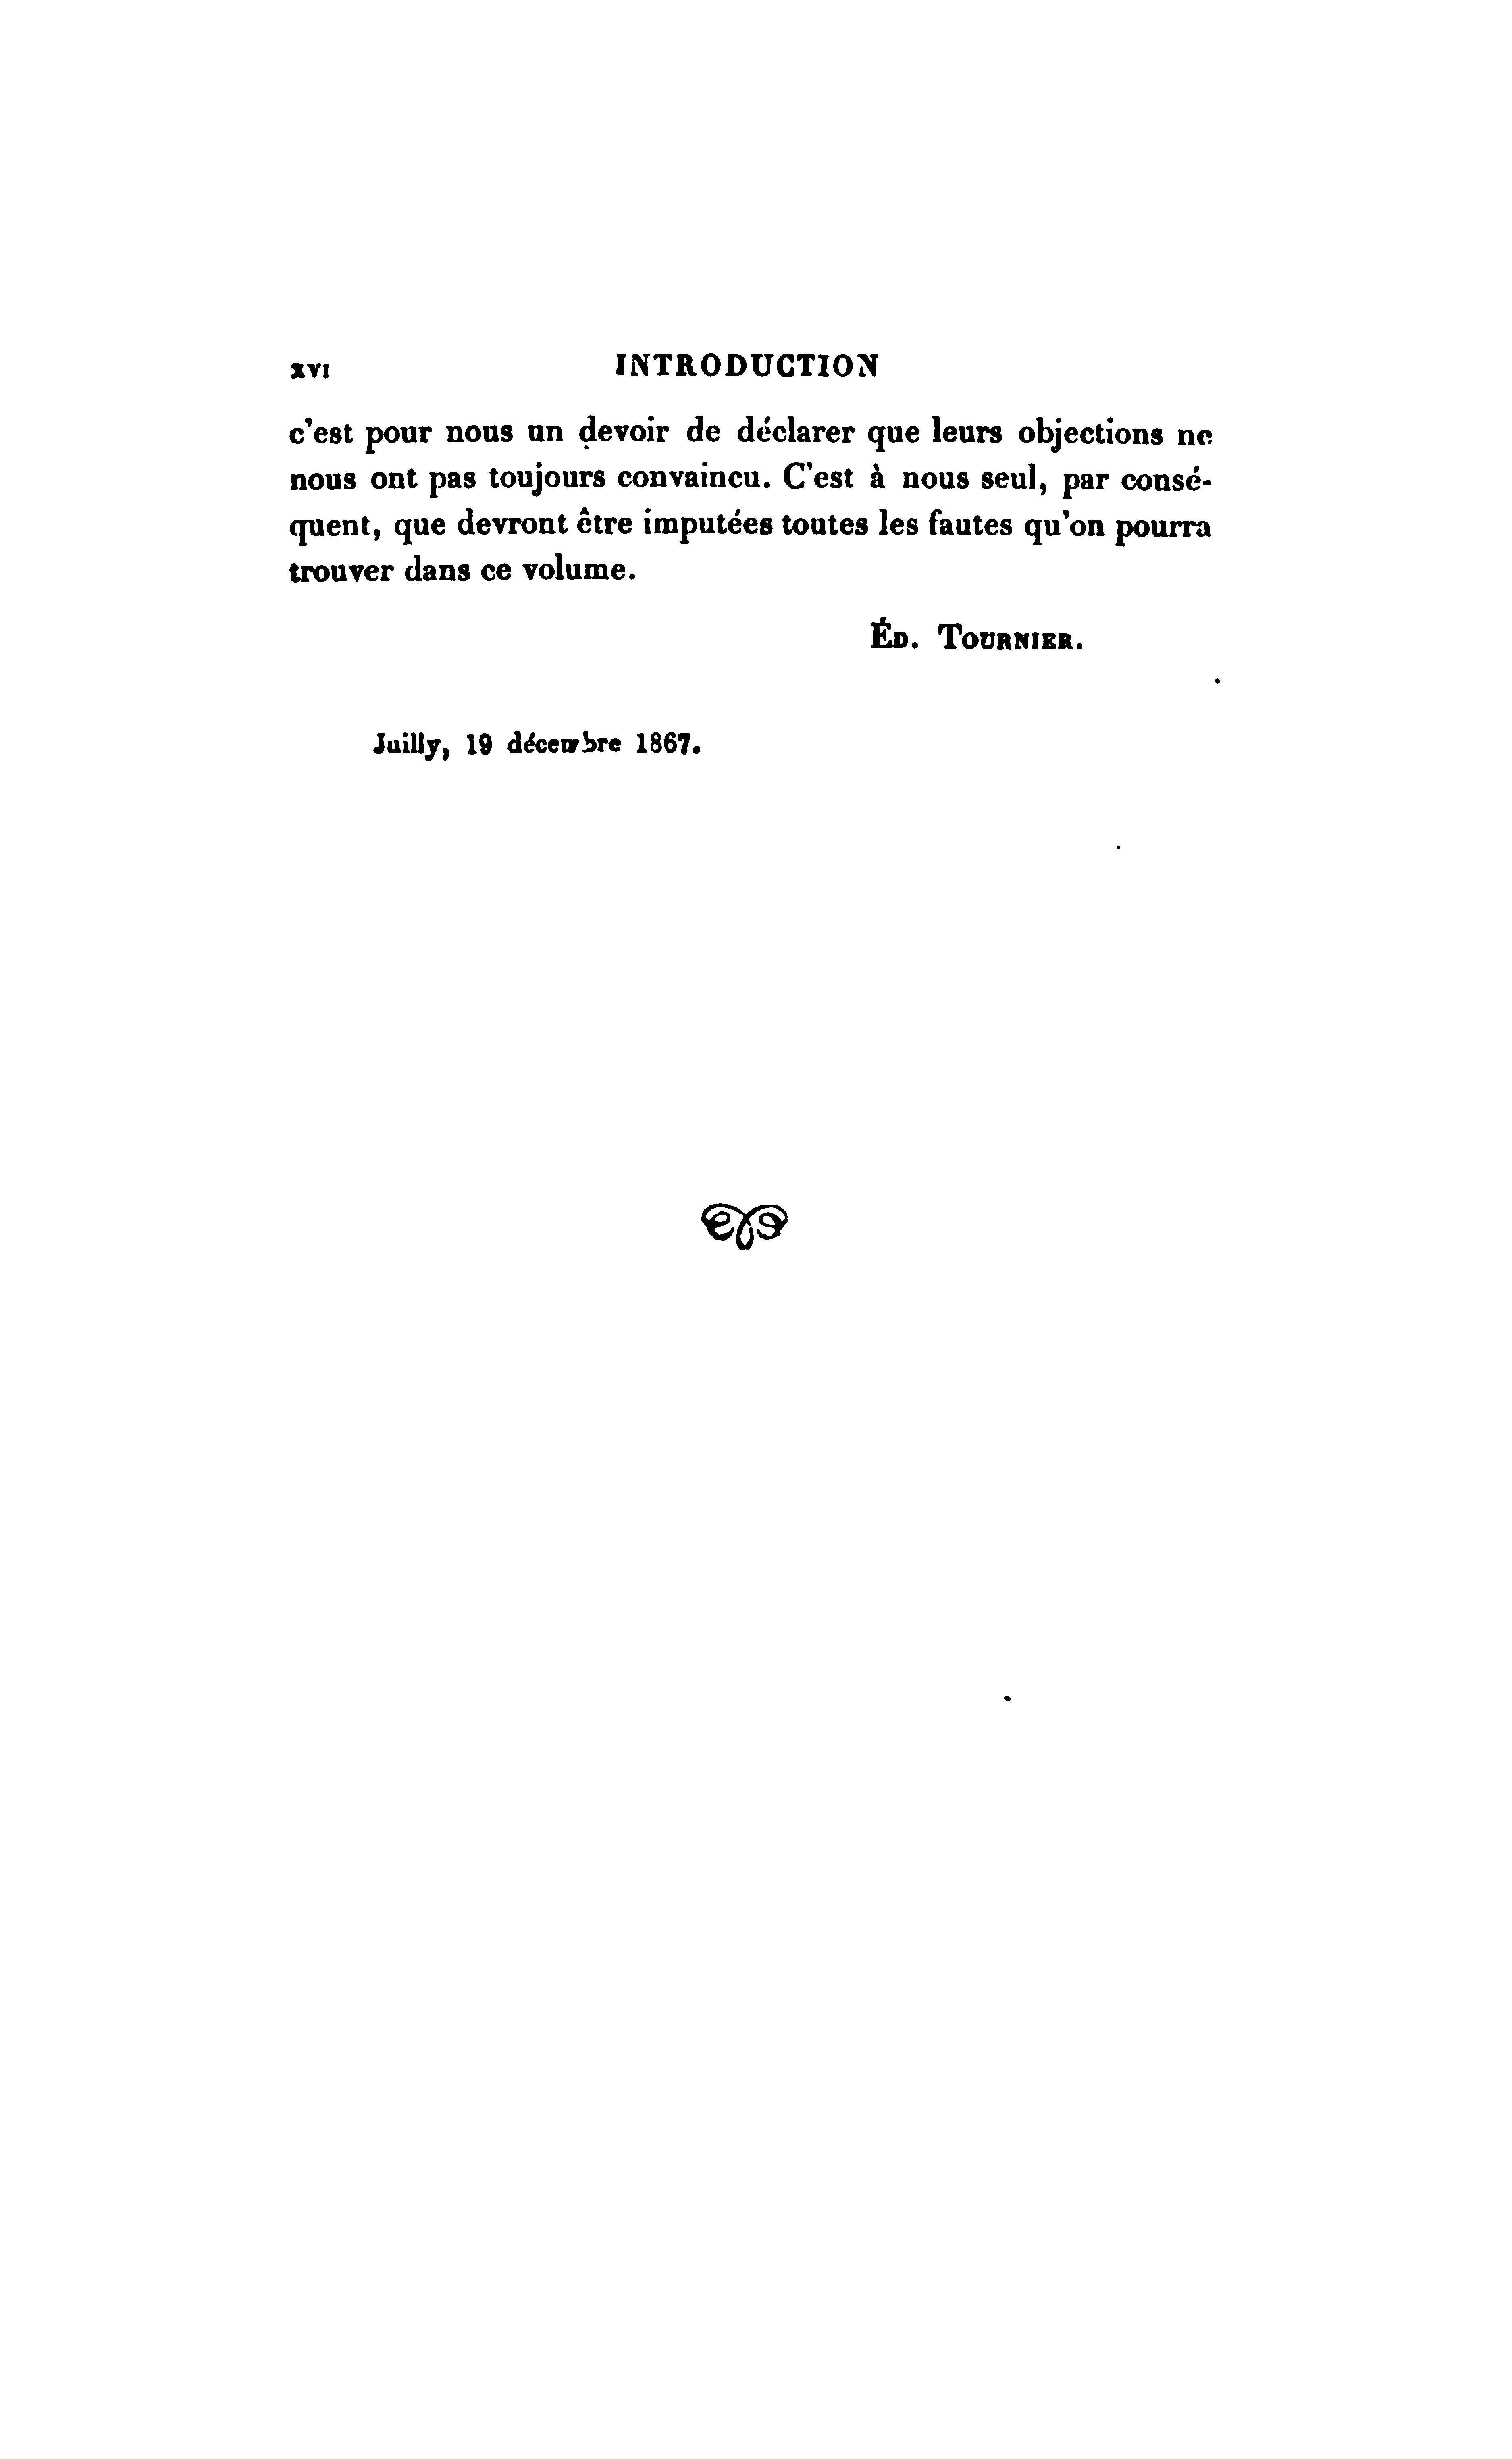 XVI INTRODUCTION
c'est pour nous un devoir de déclarer que leurs objections ne
nous ont pas toujours convaincu. C'est à nous seul, par consé-
quent, que devront être imputées toutes les fautes qu'on pourra
trouver dans ce volume.
ÉD. TOURNIER.
Juilly, 19 décembre 1867.